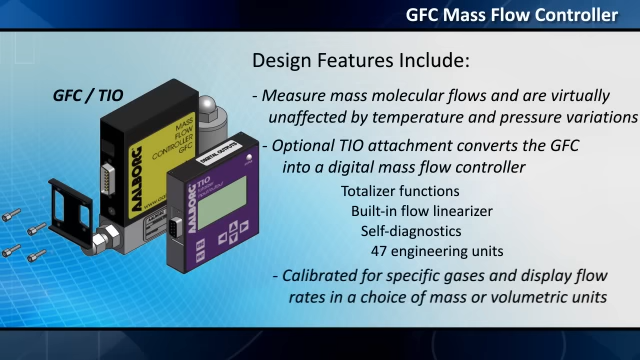 GFC Mass Flow Controller
Design Features Include:
GFC / TIO
- Measure mass molecular flows and are virtually
unaffected by temperature and pressure variations
- Optional TIO attachment converts the GFC
into a digital mass flow controller
Totalizer functions
Built-in flow linearizer
Self-diagnostics
47 engineering units
- Calibrated for specific gases and display flow
rates in a choice of mass or volumetric units
MASS
FLOW
CONTROLLER
GFC
AALBORG
DIGITAL OUTPUTS
AALBORG
TIO